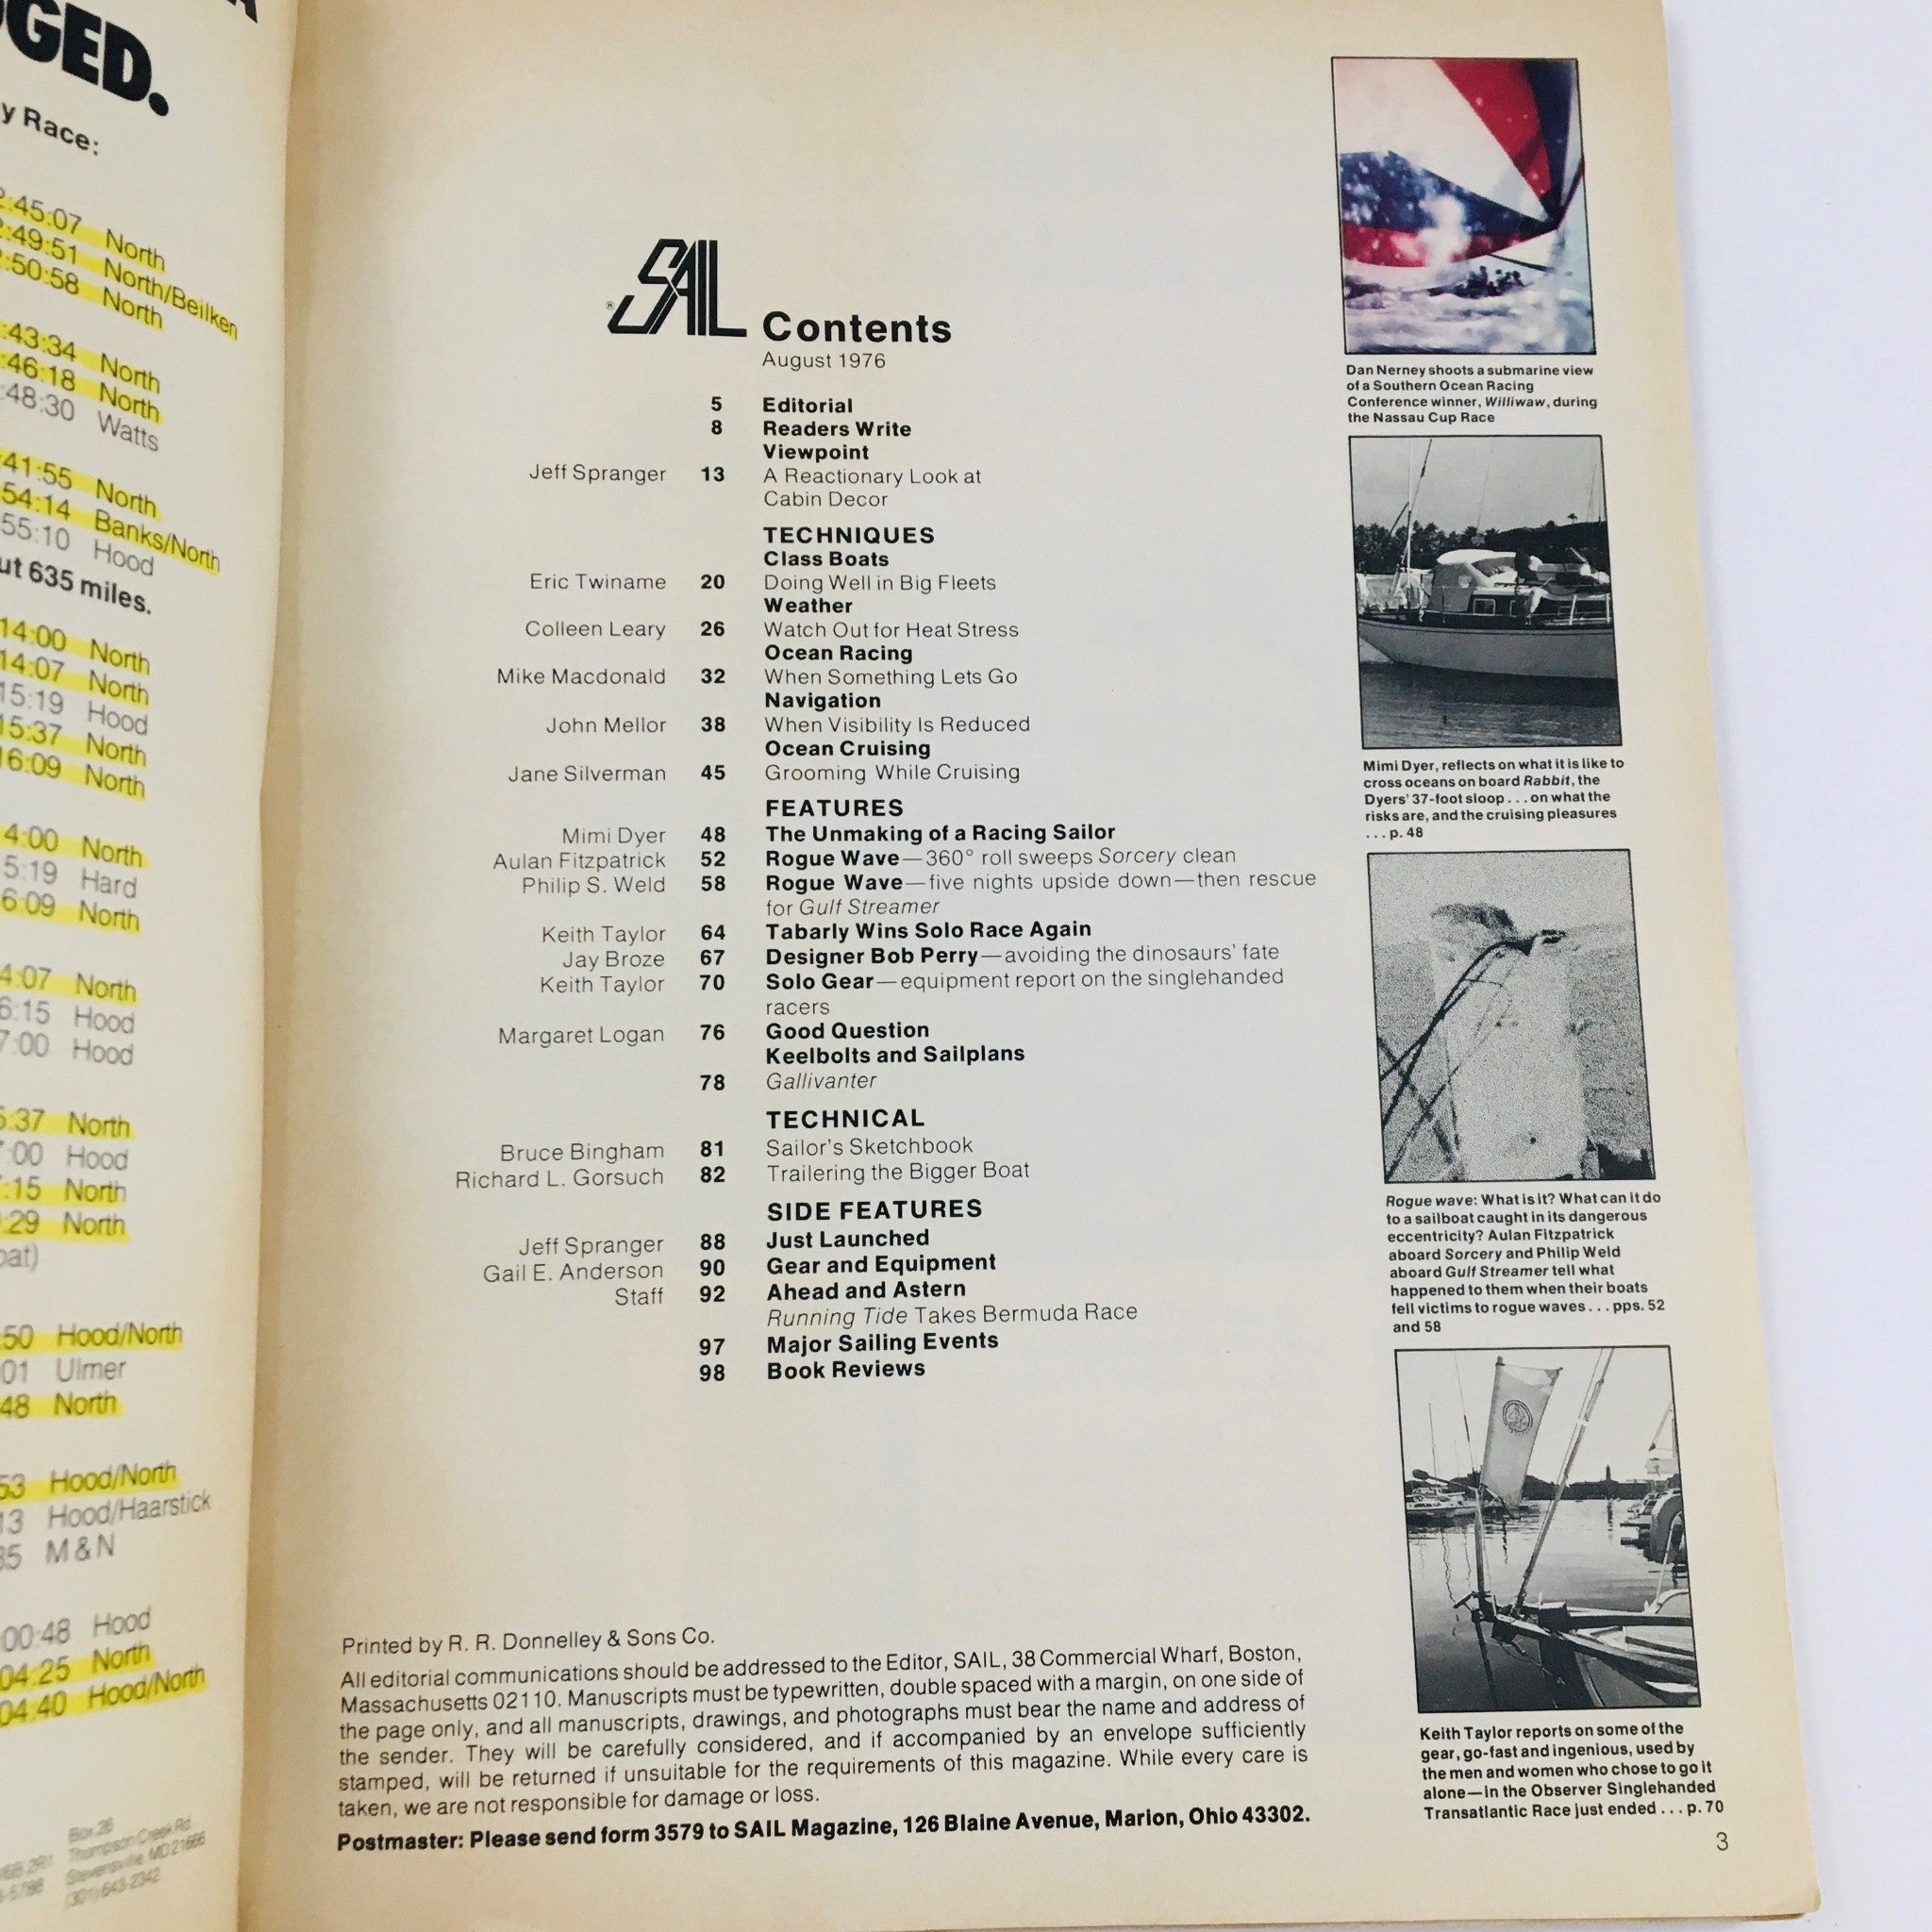 GED.
y Race:
2:45:07 North
2:49:51 North/Beilken
2:50:58 North
:43:34 North
:46:18 North
:48:30 Watts
41:55 North
54:14 Banks/North
55:10 Hood
ut 635 miles.
14:00 North
14:07 North
15:19 Hood
15:37 North
16:09 North
4:00 North
5:19 Hard
6:09 North
4:07 North
6:15 Hood
7:00 Hood
5:37 North
:00 Hood
:15 North
:29 North
oat)
50 Hood/North
01 Ulmer
48 North
53 Hood/North
13 Hood/Haarstick
35 M & N
:00:48 Hood
04:25 North
04:40 Hood/North
Box 26
Thompson Creek Rd.
Stevensville, MD 21666
(301) 643-2342
SAIL Contents
August 1976
5 Editorial
8 Readers Write
Viewpoint
Jeff Spranger 13 A Reactionary Look at
Cabin Decor
TECHNIQUES
Class Boats
Eric Twiname 20 Doing Well in Big Fleets
Weather
Colleen Leary 26 Watch Out for Heat Stress
Ocean Racing
Mike Macdonald 32 When Something Lets Go
Navigation
John Mellor 38 When Visibility Is Reduced
Ocean Cruising
Jane Silverman 45 Grooming While Cruising
FEATURES
Mimi Dyer 48 The Unmaking of a Racing Sailor
Aulan Fitzpatrick 52 Rogue Wave—360° roll sweeps Sorcery clean
Philip S. Weld 58 Rogue Wave—five nights upside down—then rescue
for Gulf Streamer
Keith Taylor 64 Tabarly Wins Solo Race Again
Jay Broze 67 Designer Bob Perry—avoiding the dinosaurs' fate
Keith Taylor 70 Solo Gear—equipment report on the singlehanded
racers
Margaret Logan 76 Good Question
Keelbolts and Sailplans
78 Gallivanter
TECHNICAL
Bruce Bingham 81 Sailor's Sketchbook
Richard L. Gorsuch 82 Trailering the Bigger Boat
SIDE FEATURES
Jeff Spranger 88 Just Launched
Gail E. Anderson 90 Gear and Equipment
Staff 92 Ahead and Astern
Running Tide Takes Bermuda Race
97 Major Sailing Events
98 Book Reviews
Printed by R. R. Donnelley & Sons Co.
All editorial communications should be addressed to the Editor, SAIL, 38 Commercial Wharf, Boston,
Massachusetts 02110. Manuscripts must be typewritten, double spaced with a margin, on one side of
the page only, and all manuscripts, drawings, and photographs must bear the name and address of
the sender. They will be carefully considered, and if accompanied by an envelope sufficiently
stamped, will be returned if unsuitable for the requirements of this magazine. While every care is
taken, we are not responsible for damage or loss.
Postmaster: Please send form 3579 to SAIL Magazine, 126 Blaine Avenue, Marion, Ohio 43302.
Dan Nerney shoots a submarine view
of a Southern Ocean Racing
Conference winner, Williwaw, during
the Nassau Cup Race
Mimi Dyer, reflects on what it is like to
cross oceans on board Rabbit, the
Dyers' 37-foot sloop . . . on what the
risks are, and the cruising pleasures
. . . p. 48
Rogue wave: What is it? What can it do
to a sailboat caught in its dangerous
eccentricity? Aulan Fitzpatrick
aboard Sorcery and Philip Weld
aboard Gulf Streamer tell what
happened to them when their boats
fell victims to rogue waves . . . pps. 52
and 58
Keith Taylor reports on some of the
gear, go-fast and ingenious, used by
the men and women who chose to go it
alone—in the Observer Singlehanded
Transatlantic Race just ended . . . p. 70
3